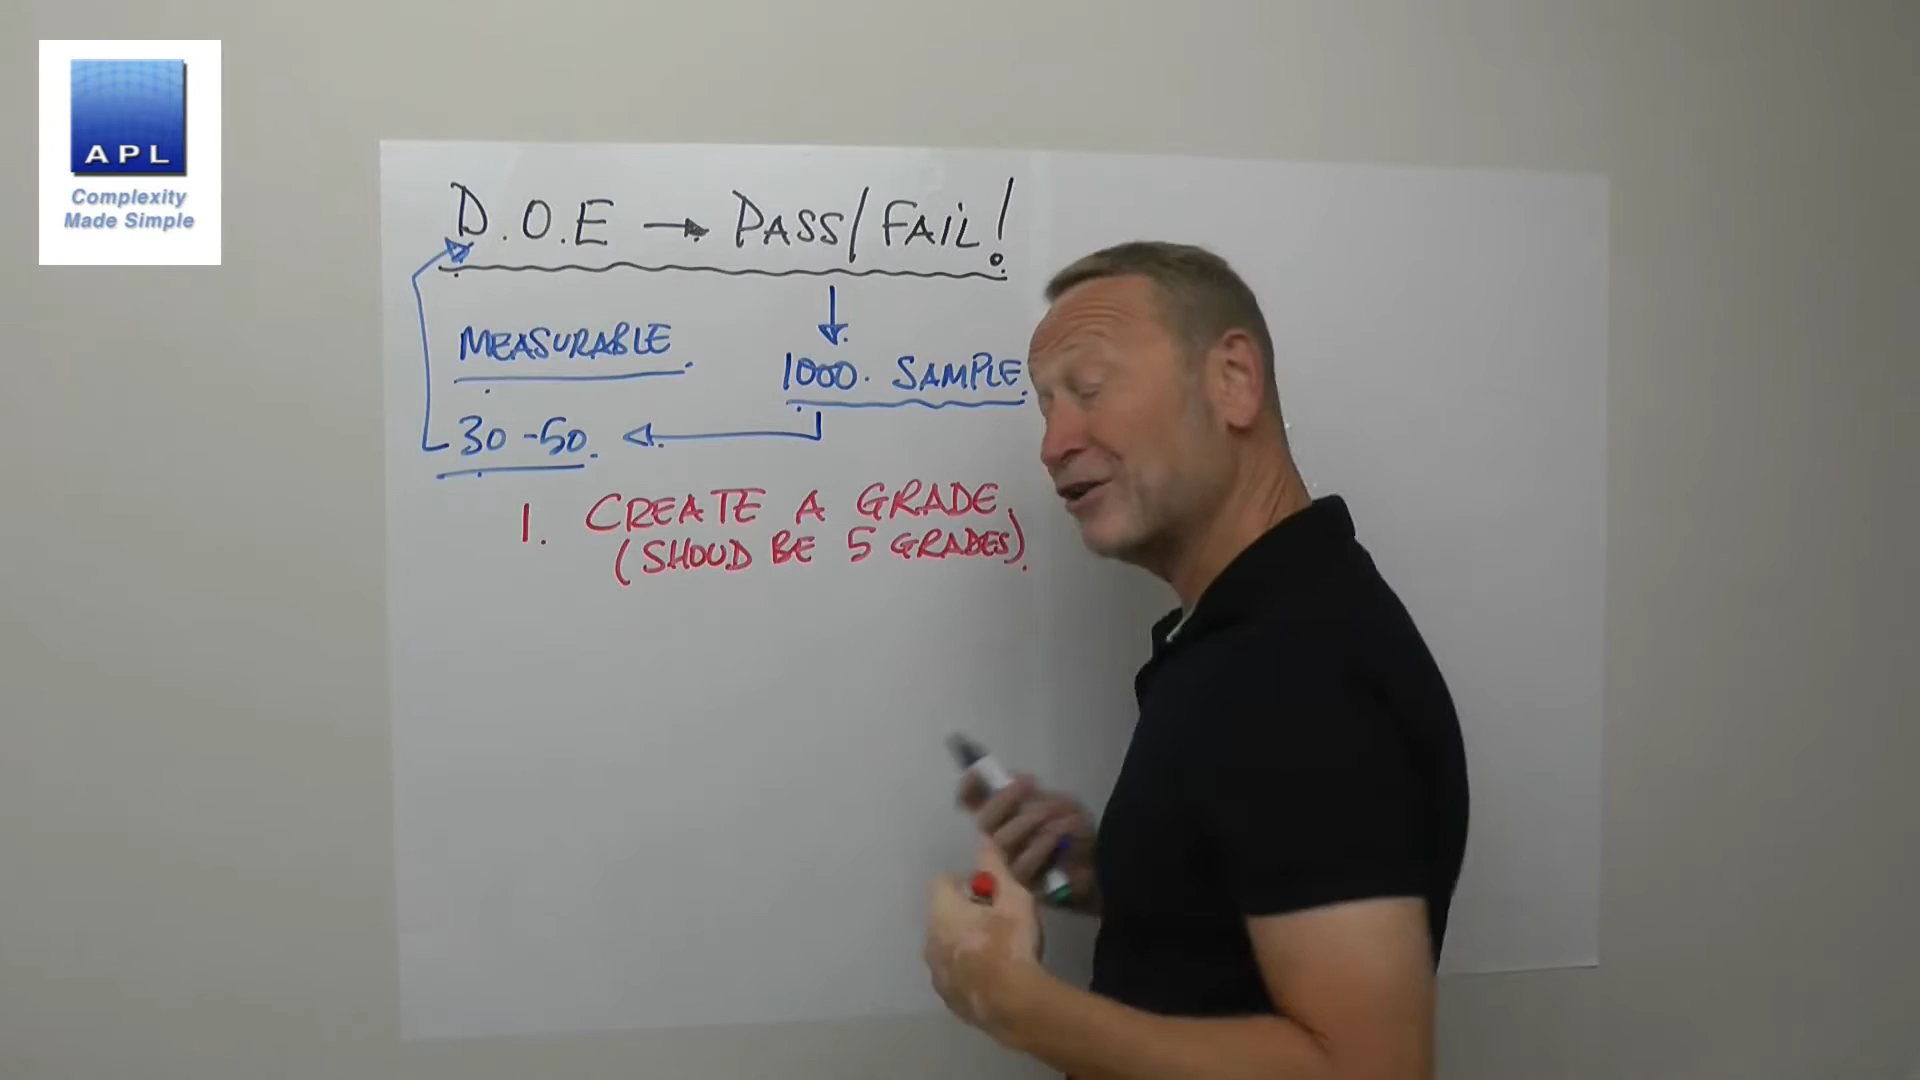 APL
Complexity
Made Simple
D.O.E → PASS/FAIL!
MEASURABLE
1000. SAMPLE.
30-50.
1. CREATE A GRADE,
(SHOUD BE 5 GRADES).